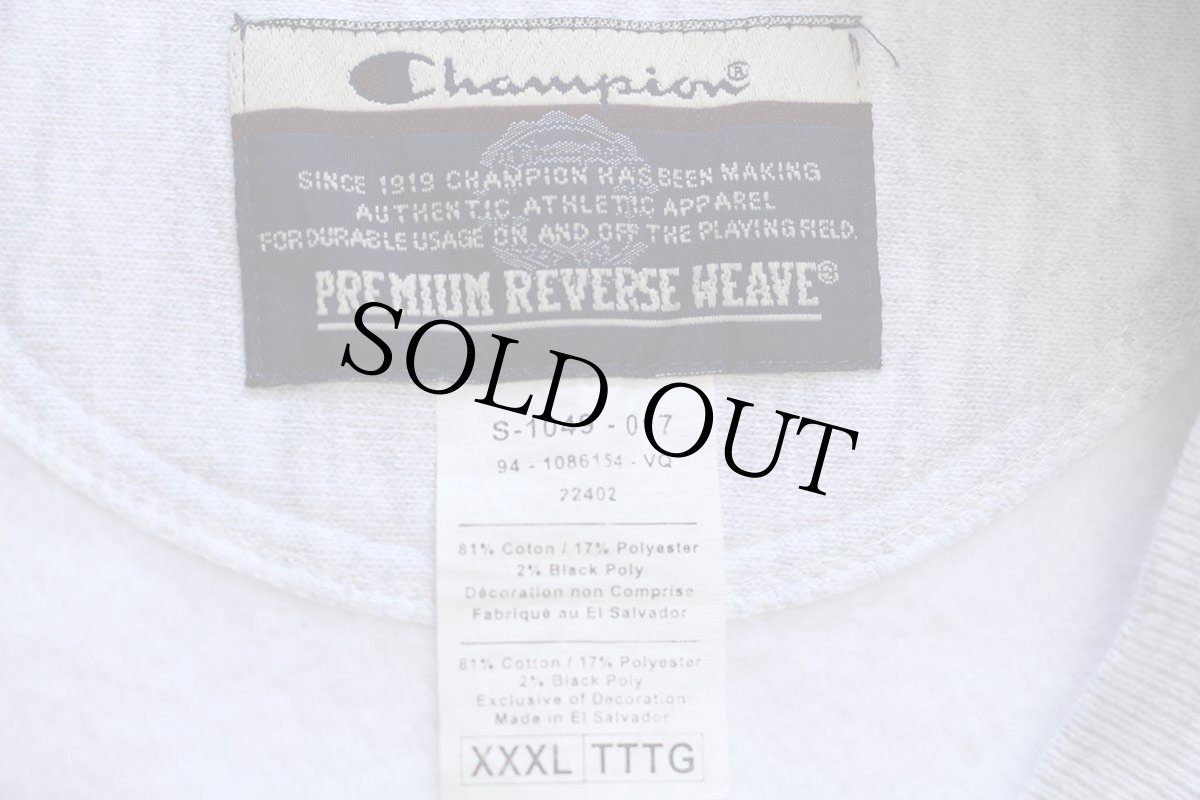 Champion®
SINCE 1919 CHAMPION HAS BEEN MAKING
AUTHENTIC ATHLETIC APPAREL
FOR DURABLE USAGE ON AND OFF THE PLAYING FIELD.
PREMIUM REVERSE WEAVE®
SOLD OUT
94 - 1086154 - VQ
22402
81% Coton / 17% Polyester
2% Black Poly
Décoration non Comprise
Fabriqué au El Salvador
81% Cotton / 17% Polyester
2% Black Poly
Exclusive of Decoration
Made in El Salvador
XXXL TTTG